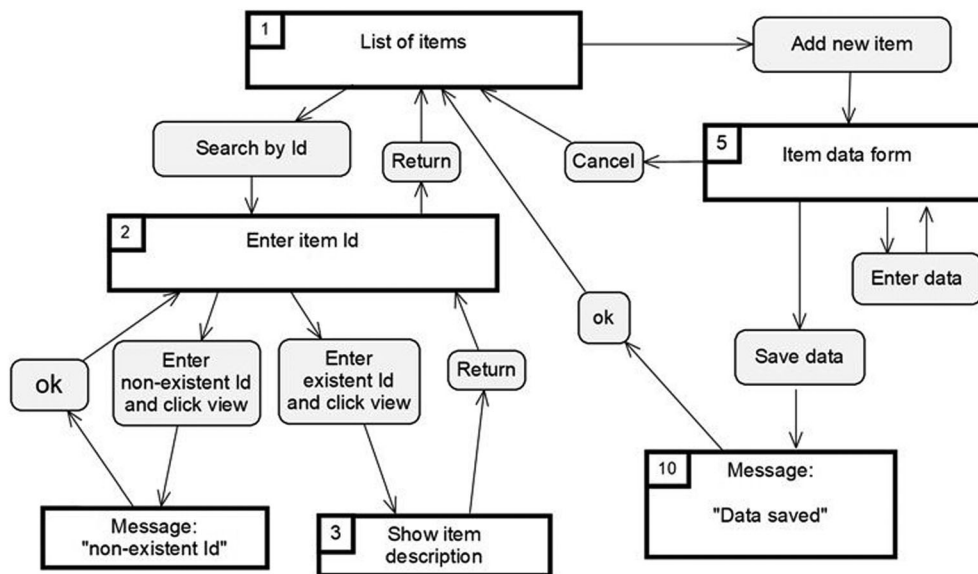 1
List of items
Add new item
Search by Id
Return
Cancel
5
Item data form
2
Enter item Id
Enter data
ok
Enter
non-existent Id
and click view
Enter
existent Id
and click view
Return
ok
Save data
Message:
"non-existent Id"
3
Show item
description
10
Message:
"Data saved"